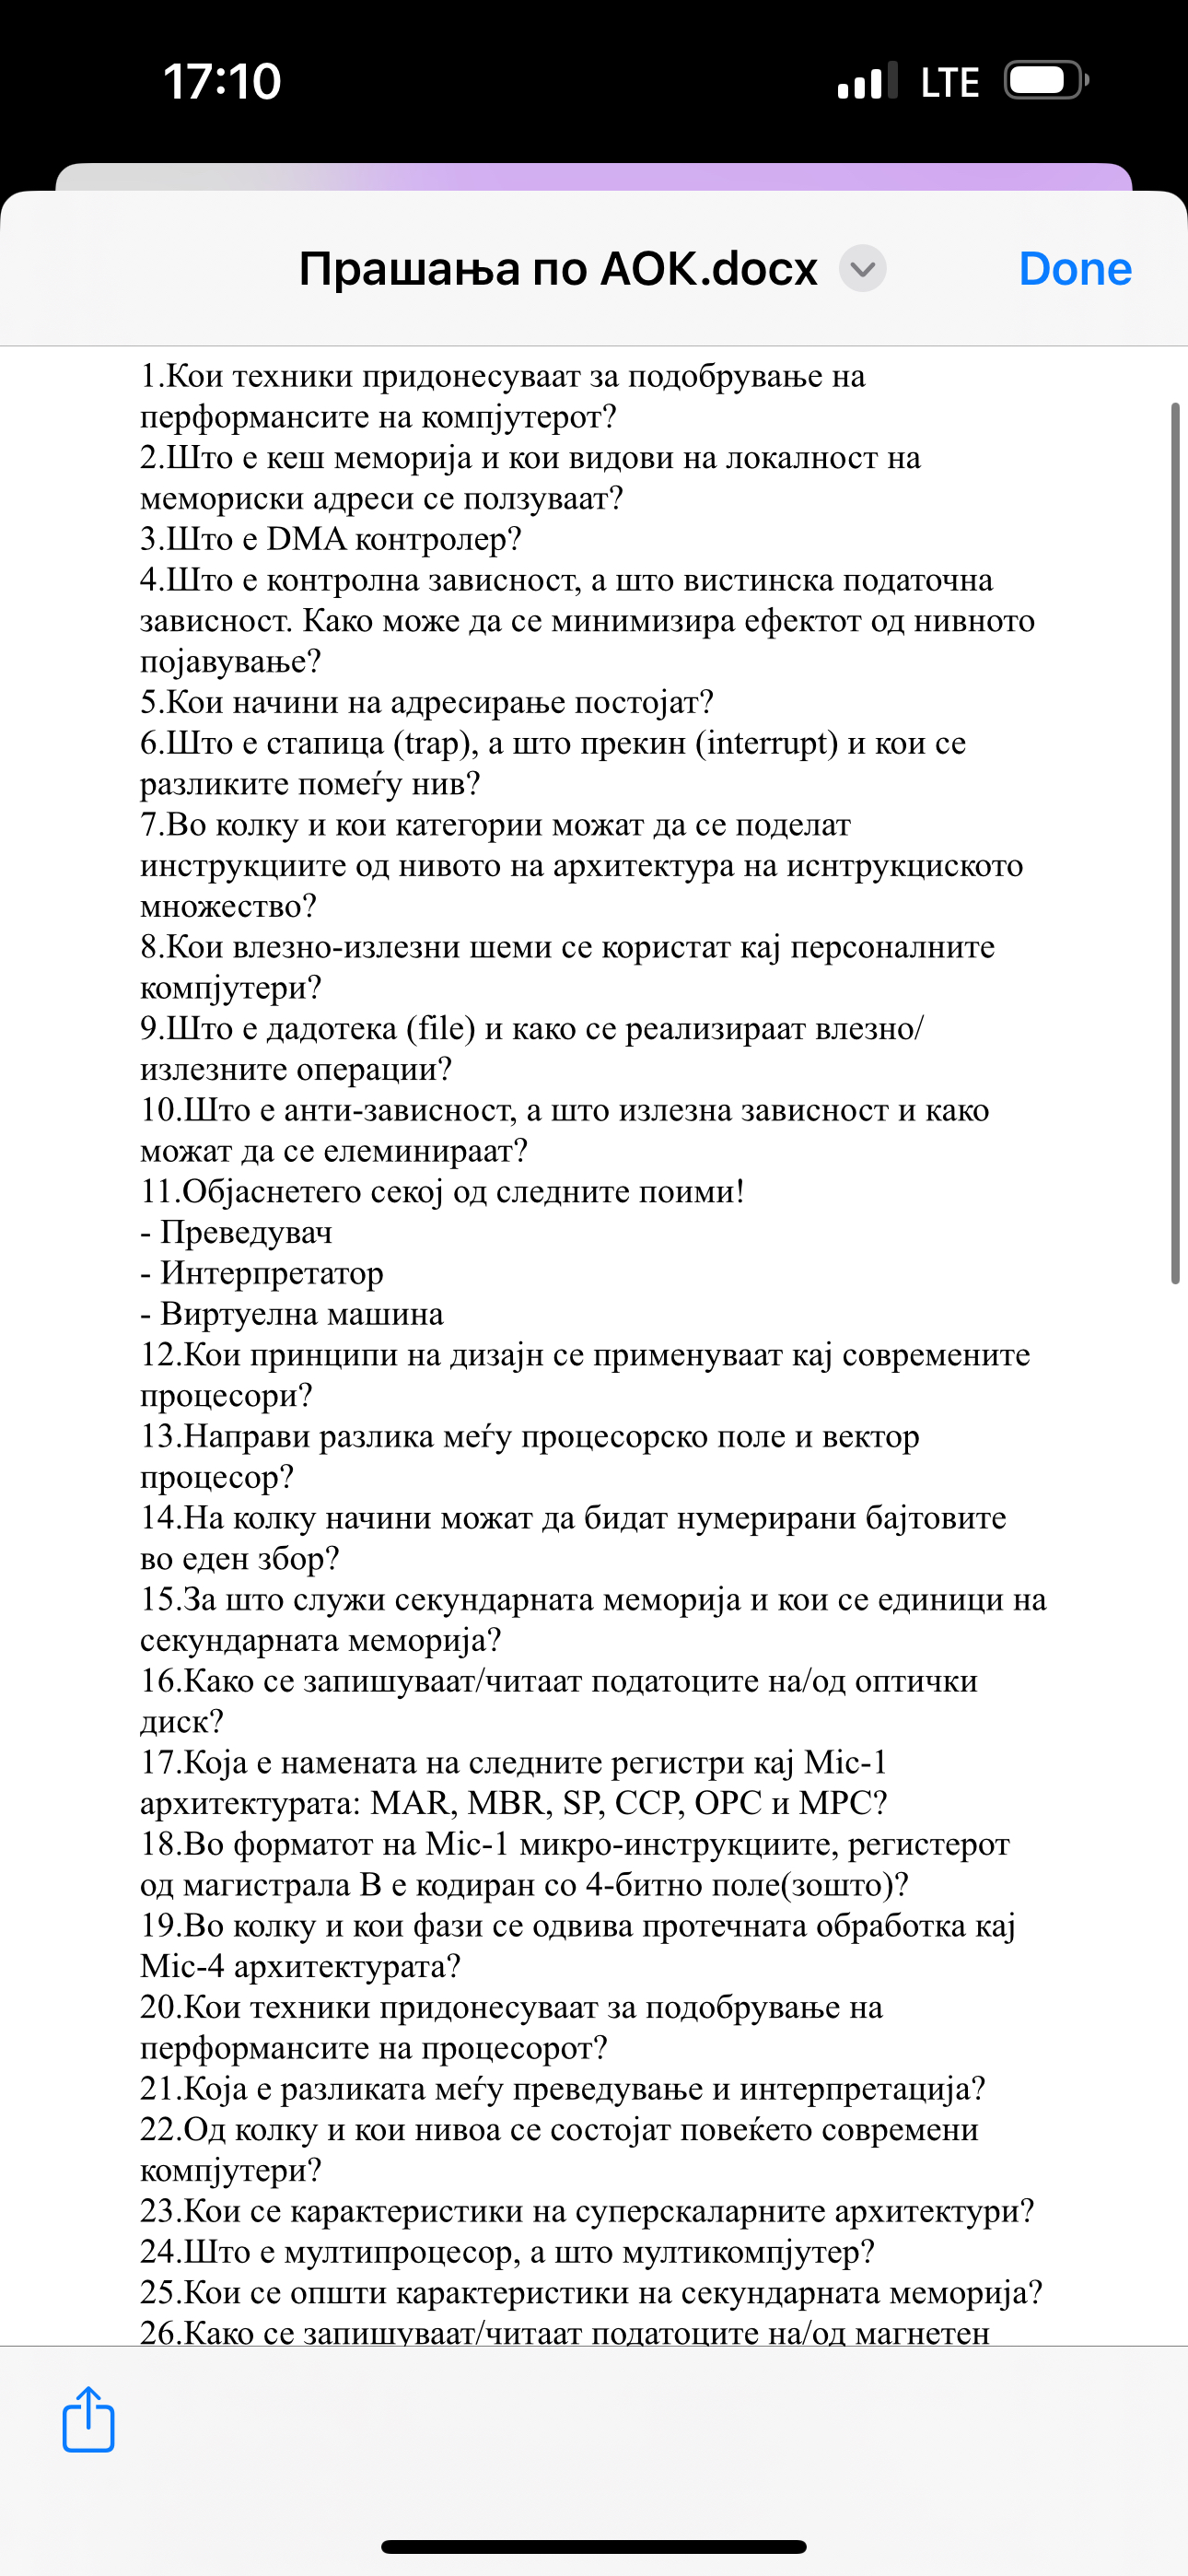 17:10
LTE
Прашања по АОК.docx
Done
1.Кои техники придонесуваат за подобрување на
перформансите на компјутерот?
2.Што е кеш меморија и кои видови на локалност на
мемориски адреси се ползуваат?
3.Што е DMA контролер?
4.Што е контролна зависност, а што вистинска податочна
зависност. Како може да се минимизира ефектот од нивното
појавување?
5.Кои начини на адресирање постојат?
6.Што е стапица (trap), а што прекин (interrupt) и кои се
разликите помеѓу нив?
7.Во колку и кои категории можат да се поделат
инструкциите од нивото на архитектура на иснтрукциското
множество?
8.Кои влезно-излезни шеми се користат кај персоналните
компјутери?
9.Што е дадотека (file) и како се реализираат влезно/
излезните операции?
10.Што е анти-зависност, а што излезна зависност и како
можат да се елеминираат?
11.Објаснетего секој од следните поими!
- Преведувач
- Интерпретатор
- Виртуелна машина
12.Кои принципи на дизајн се применуваат кај современите
процесори?
13.Направи разлика меѓу процесорско поле и вектор
процесор?
14.На колку начини можат да бидат нумерирани бајтовите
во еден збор?
15.За што служи секундарната меморија и кои се единици на
секундарната меморија?
16.Како се запишуваат/читаат податоците на/од оптички
диск?
17.Која е намената на следните регистри кај Mic-1
архитектурата: MAR, MBR, SP, CCP, OPC и MPC?
18.Во форматот на Mic-1 микро-инструкциите, регистерот
од магистрала B е кодиран со 4-битно поле(зошто)?
19.Во колку и кои фази се одвива протечната обработка кај
Mic-4 архитектурата?
20.Кои техники придонесуваат за подобрување на
перформансите на процесорот?
21.Која е разликата меѓу преведување и интерпретација?
22.Од колку и кои нивоа се состојат повеќето современи
компјутери?
23.Кои се карактеристики на суперскаларните архитектури?
24.Што е мултипроцесор, а што мултикомпјутер?
25.Кои се општи карактеристики на секундарната меморија?
26.Како се запишуваат/читаат податоците на/од магнетен